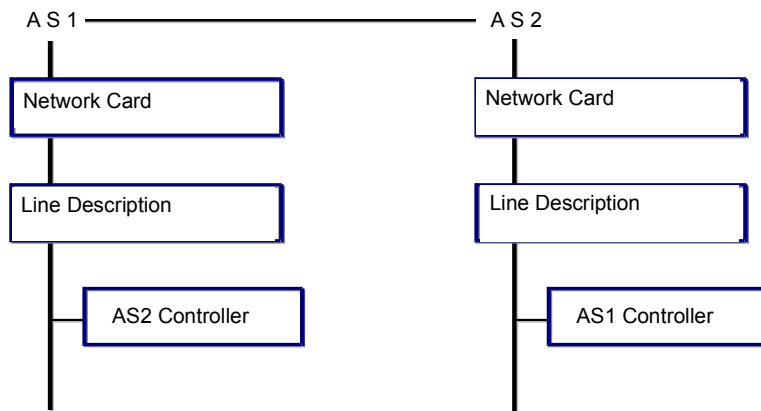 A S 1 A S 2
Network Card Network Card
Line Description Line Description
AS2 Controller AS1 Controller